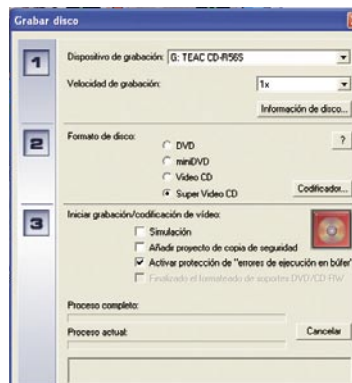 Grabar disco
1
Dispositivo de grabación: G: TEAC CD-R56S
Velocidad de grabación: 1x
Información de disco...
2
Formato de disco:
?
DVD
miniDVD
Video CD
Super Video CD
Codificador...
3
Iniciar grabación/codificación de vídeo:
Simulación
Añadir proyecto de copia de seguridad
Activar protección de "errores de ejecución en búfer"
Finalizado el formateado de soportes DVD/CD RW
Proceso completo:
Proceso actual:
Cancelar